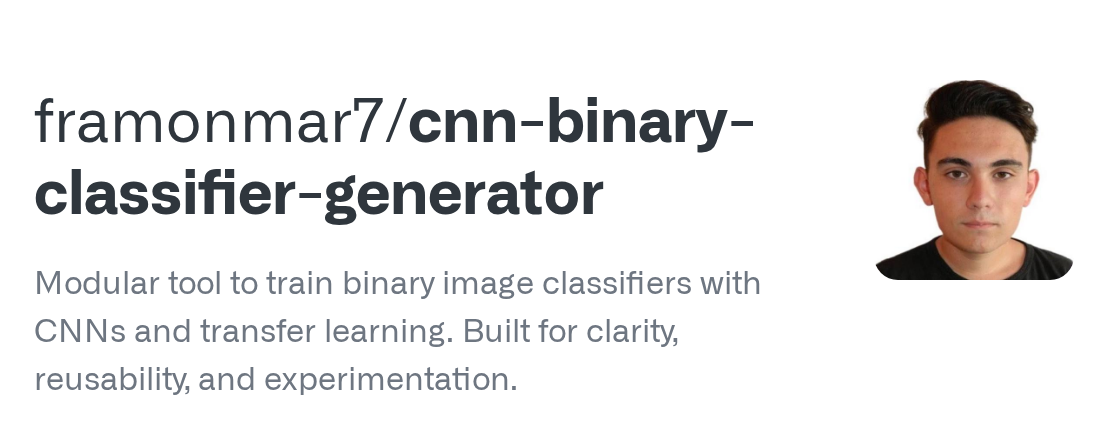 framonmar7/cnn-binary-
classifier-generator
Modular tool to train binary image classifiers with
CNNs and transfer learning. Built for clarity,
reusability, and experimentation.